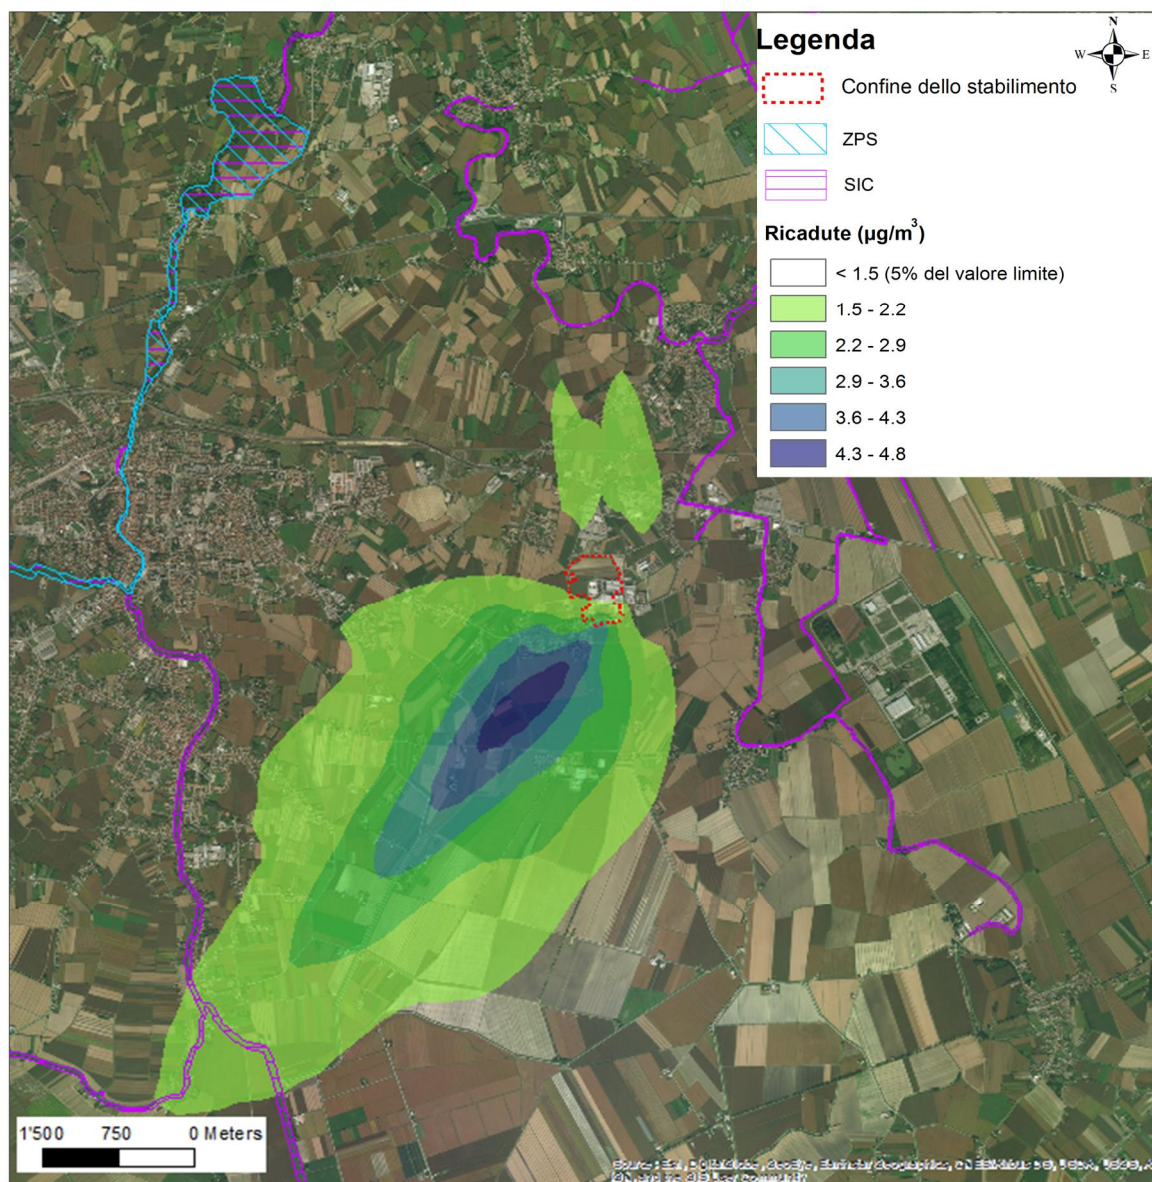 Legenda
N
W E
S
Confine dello stabilimento
ZPS
SIC
Ricadute (µg/m³)
< 1.5 (5% del valore limite)
1.5 - 2.2
2.2 - 2.9
2.9 - 3.6
3.6 - 4.3
4.3 - 4.8
1'500 750 0 Meters